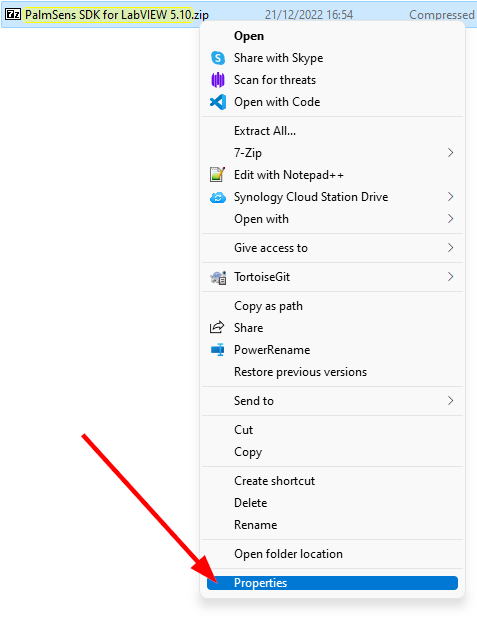 PalmSens SDK for LabVIEW 5.10.zip 21/12/2022 16:54 Compressed
Open
Share with Skype
Scan for threats
Open with Code
Extract All...
7-Zip
Edit with Notepad++
Synology Cloud Station Drive
Open with
Give access to
TortoiseGit
Copy as path
Share
PowerRename
Restore previous versions
Send to
Cut
Copy
Create shortcut
Delete
Rename
Open folder location
Properties